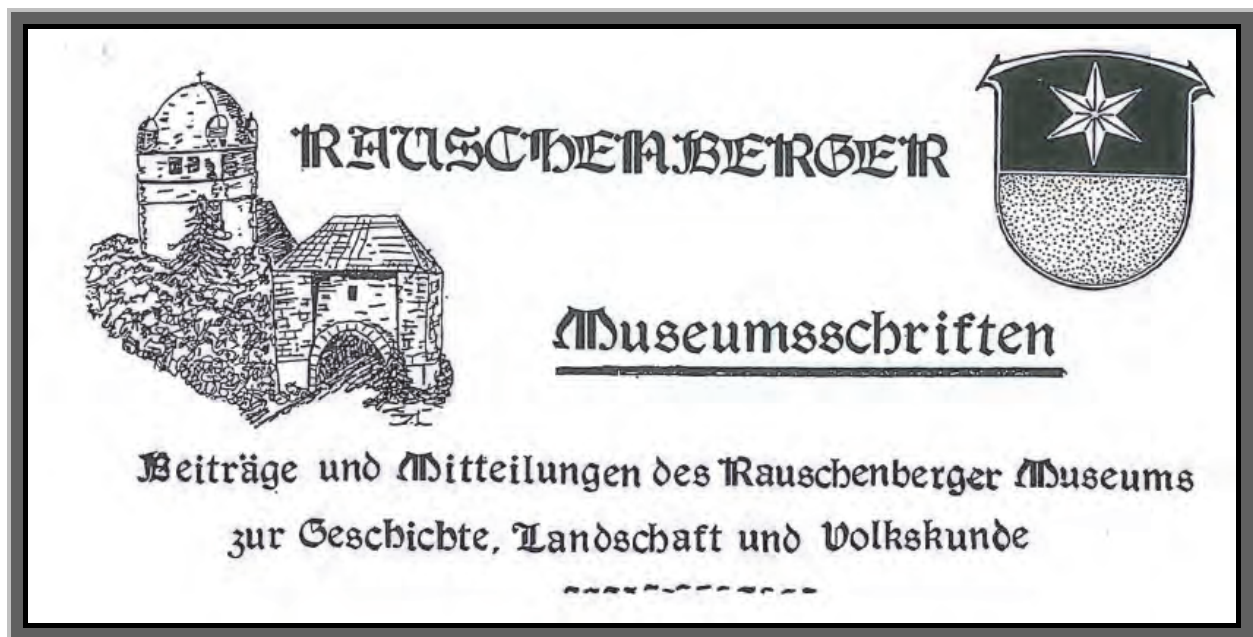 RAUSCHENBERGER
Museumsschriften
Beiträge und Mitteilungen des Rauschenberger Museums
zur Geschichte, Landschaft und Volkskunde